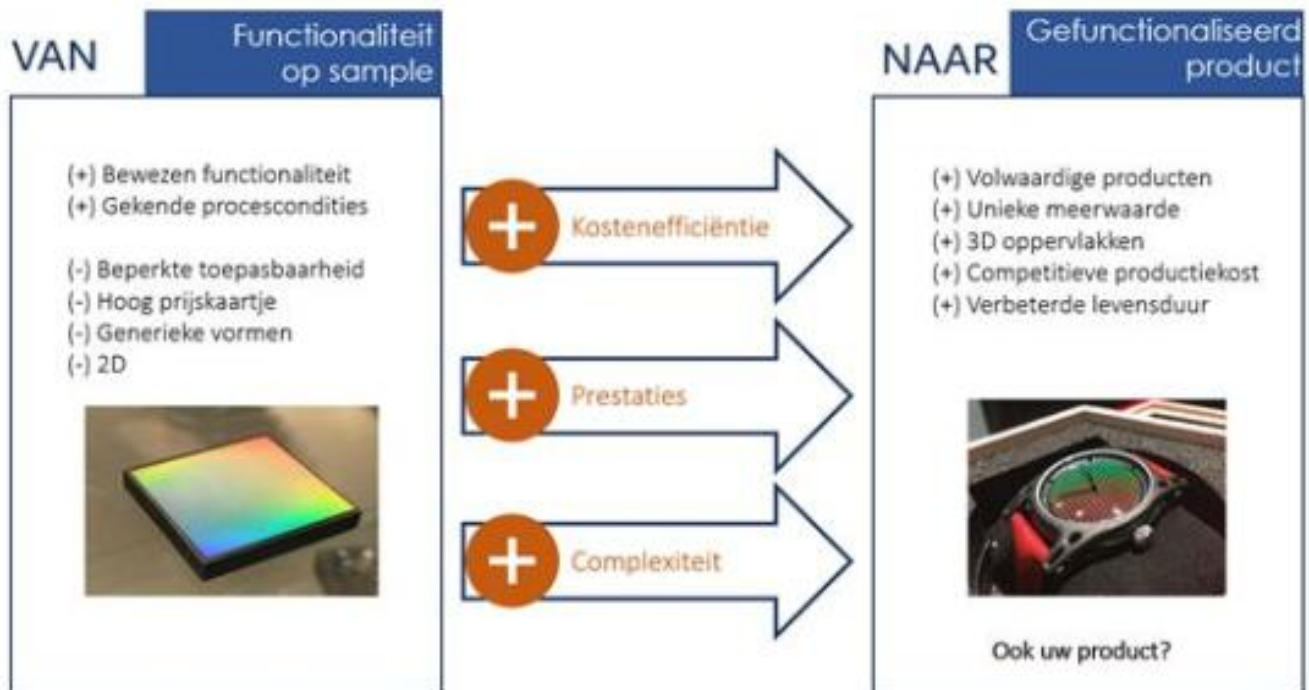 VAN
Functionaliteit
op sample
(+) Bewezen functionaliteit
(+) Gekende procescondities
(-) Beperkte toepasbaarheid
(-) Hoog prijskaartje
(-) Generieke vormen
(-) 2D
Kostenefficiëntie
Prestaties
Complexiteit
NAAR
Gefunctionaliseerd
product
(+) Volwaardige producten
(+) Unieke meerwaarde
(+) 3D oppervlakken
(+) Competitieve productiekost
(+) Verbeterde levensduur
Ook uw product?